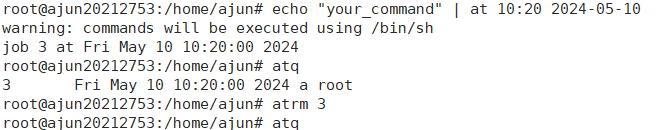 root@ajun20212753:/home/ajun# echo "your_command" | at 10:20 2024-05-10
warning: commands will be executed using /bin/sh
job 3 at Fri May 10 10:20:00 2024
root@ajun20212753:/home/ajun# atq
3       Fri May 10 10:20:00 2024 a root
root@ajun20212753:/home/ajun# atrm 3
root@ajun20212753:/home/ajun# atq